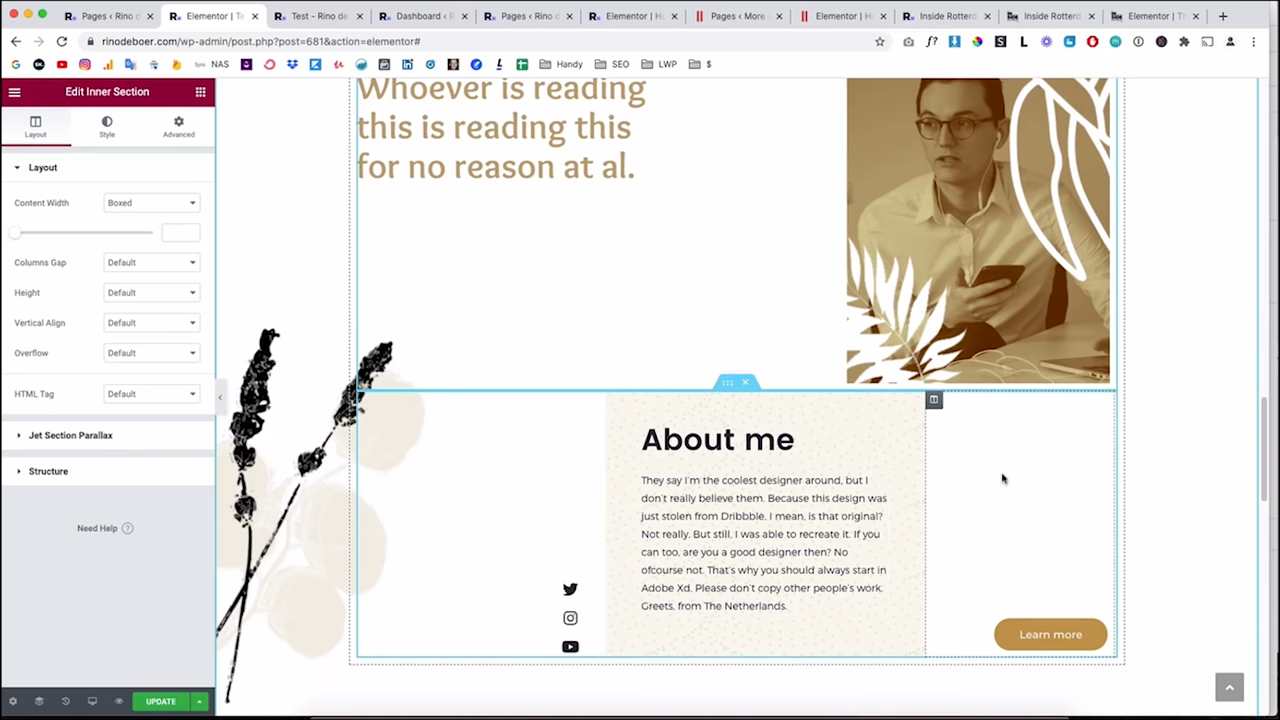 Pages ‹ Rino d
Elementor | Te
Test - Rino de
Dashboard ‹ R
Pages ‹ Rino d
Elementor | Ho
Pages ‹ More
Elementor | H
Inside Rotterd
Inside Rotterd
Elementor | T
rinodeboer.com/wp-admin/post.php?post=681&action=elementor#
NAS
Handy
SEO
LWP
$
Edit Inner Section
Layout
Style
Advanced
Layout
Content Width
Boxed
Columns Gap
Default
Height
Default
Vertical Align
Default
Overflow
Default
HTML Tag
Default
Jet Section Parallax
Structure
Need Help
UPDATE
Whoever is reading
this is reading this
for no reason at al.
About me
They say I'm the coolest designer around, but I
don't really believe them. Because this design was
just stolen from Dribbble. I mean, is that original?
Not really. But still, I was able to recreate it. If you
can too, are you a good designer then? No
ofcourse not. That's why you should always start in
Adobe Xd. Please don't copy other people's work.
Greets, from The Netherlands.
Learn more